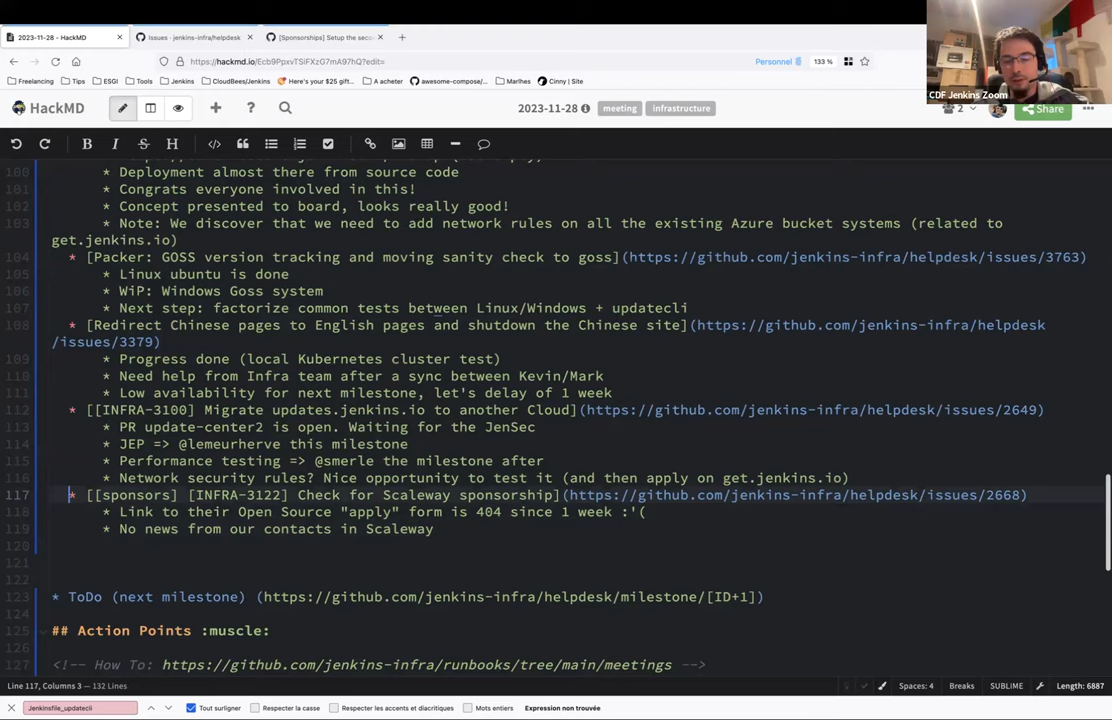 2023-11-28 - HackMD
Issues · jenkins-infra/helpdesk
[Sponsorships] Setup the sec
https://hackmd.io/Ecb9PpxvTSiFXzG7mA97hQ?edit=
Personnel
133 %
Freelancing
Tips
ESGI
Tools
Jenkins
CloudBees/Jenkins
Here's your $25 gift...
A acheter
awesome-compose/...
Marlhes
Cinny | Site
CDF Jenkins Zoom
HackMD
2023-11-28
meeting
infrastructure
2
Share
100 * Deployment almost there from source code
101 * Congrats everyone involved in this!
102 * Concept presented to board, looks really good!
103 * Note: We discover that we need to add network rules on all the existing Azure bucket systems (related to
get.jenkins.io)
104 * [Packer: GOSS version tracking and moving sanity check to goss](https://github.com/jenkins-infra/helpdesk/issues/3763)
105 * Linux ubuntu is done
106 * WiP: Windows Goss system
107 * Next step: factorize common tests between Linux/Windows + updatecli
108 * [Redirect Chinese pages to English pages and shutdown the Chinese site](https://github.com/jenkins-infra/helpdesk
/issues/3379)
109 * Progress done (local Kubernetes cluster test)
110 * Need help from Infra team after a sync between Kevin/Mark
111 * Low availability for next milestone, let's delay of 1 week
112 * [[INFRA-3100] Migrate updates.jenkins.io to another Cloud](https://github.com/jenkins-infra/helpdesk/issues/2649)
113 * PR update-center2 is open. Waiting for the JenSec
114 * JEP => @lemeurherve this milestone
115 * Performance testing => @smerle the milestone after
116 * Network security rules? Nice opportunity to test it (and then apply on get.jenkins.io)
117 * [[sponsors] [INFRA-3122] Check for Scaleway sponsorship](https://github.com/jenkins-infra/helpdesk/issues/2668)
118 * Link to their Open Source "apply" form is 404 since 1 week :'(
119 * No news from our contacts in Scaleway
120
121
122
123 * ToDo (next milestone) (https://github.com/jenkins-infra/helpdesk/milestone/[ID+1])
124
125 ## Action Points :muscle:
126
127 <!-- How To: https://github.com/jenkins-infra/runbooks/tree/main/meetings -->
Line 117, Columns 3 — 132 Lines
Spaces: 4
Breaks
SUBLIME
Length: 6887
Jenkinsfile_updatecli
Tout surligner
Respecter la casse
Respecter les accents et diacritiques
Mots entiers
Expression non trouvée